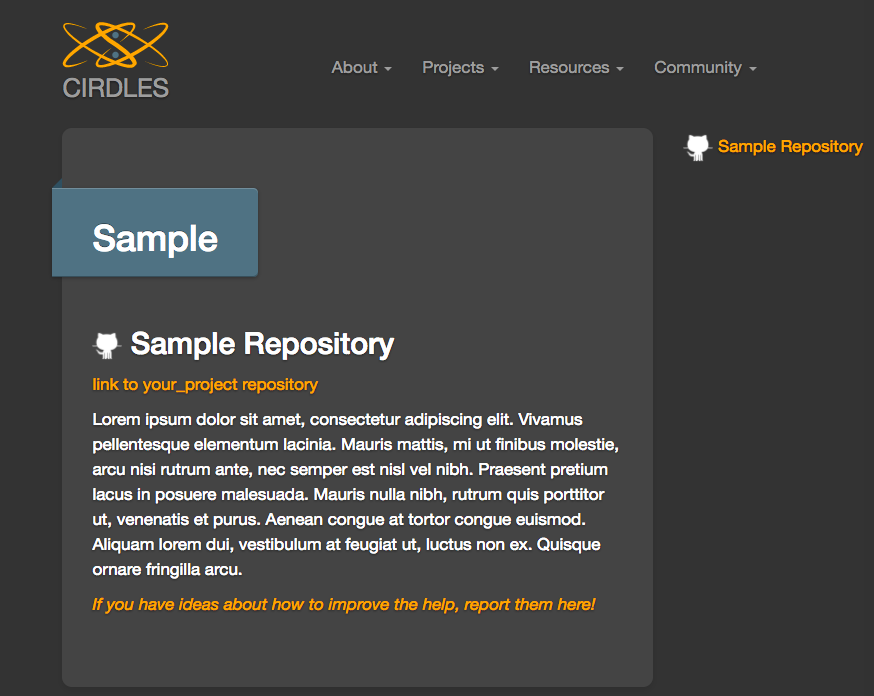 CIRDLES
About
Projects
Resources
Community
Sample Repository
Sample
Sample Repository
link to your_project repository
Lorem ipsum dolor sit amet, consectetur adipiscing elit. Vivamus
pellentesque elementum lacinia. Mauris mattis, mi ut finibus molestie,
arcu nisi rutrum ante, nec semper est nisl vel nibh. Praesent pretium
lacus in posuere malesuada. Mauris nulla nibh, rutrum quis porttitor
ut, venenatis et purus. Aenean congue at tortor congue euismod.
Aliquam lorem dui, vestibulum at feugiat ut, luctus non ex. Quisque
ornare fringilla arcu.
If you have ideas about how to improve the help, report them here!